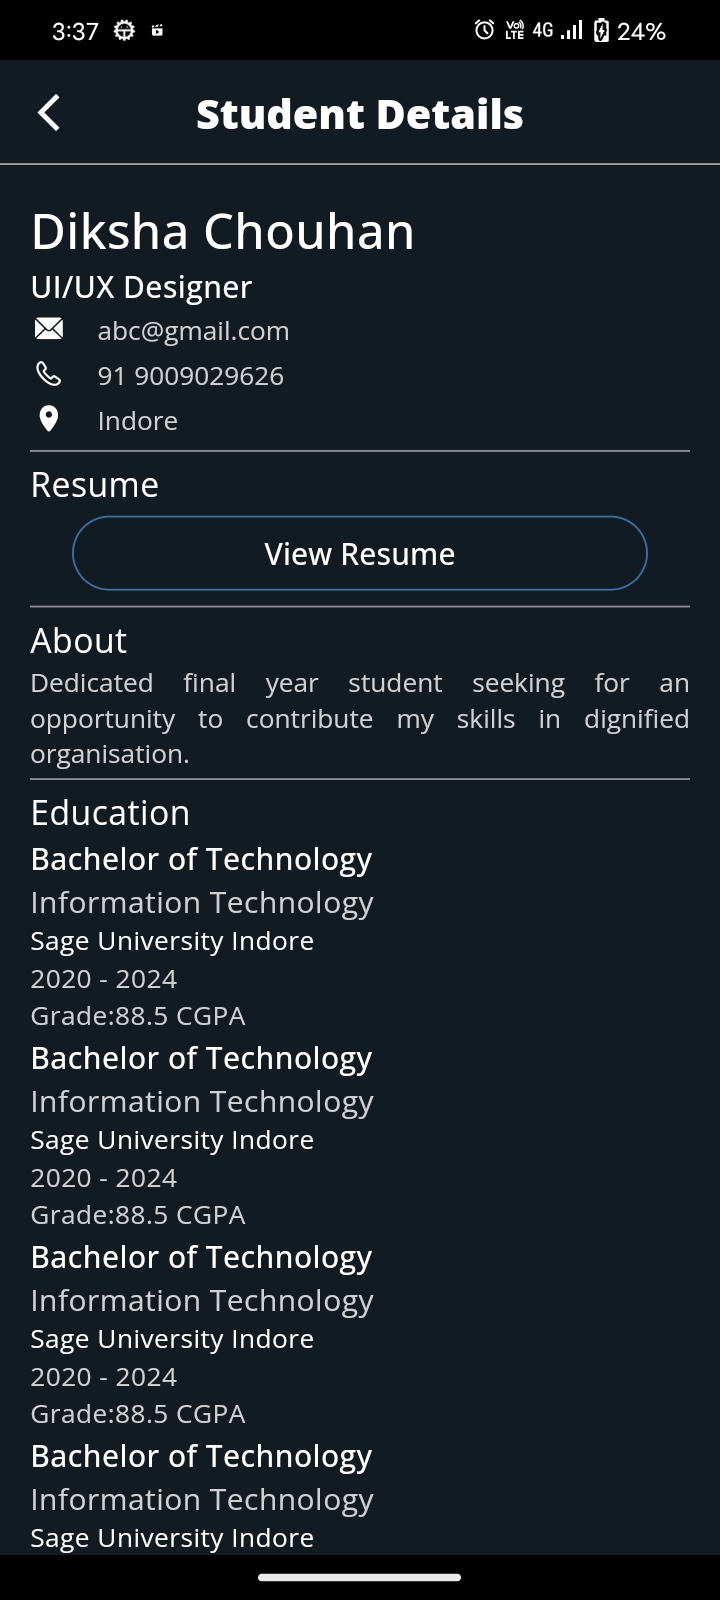 3:37 Vo) LTE 4G 24%
Student Details
Diksha Chouhan
UI/UX Designer
abc@gmail.com
91 9009029626
Indore
Resume
View Resume
About
Dedicated final year student seeking for an
opportunity to contribute my skills in dignified
organisation.
Education
Bachelor of Technology
Information Technology
Sage University Indore
2020 - 2024
Grade:88.5 CGPA
Bachelor of Technology
Information Technology
Sage University Indore
2020 - 2024
Grade:88.5 CGPA
Bachelor of Technology
Information Technology
Sage University Indore
2020 - 2024
Grade:88.5 CGPA
Bachelor of Technology
Information Technology
Sage University Indore